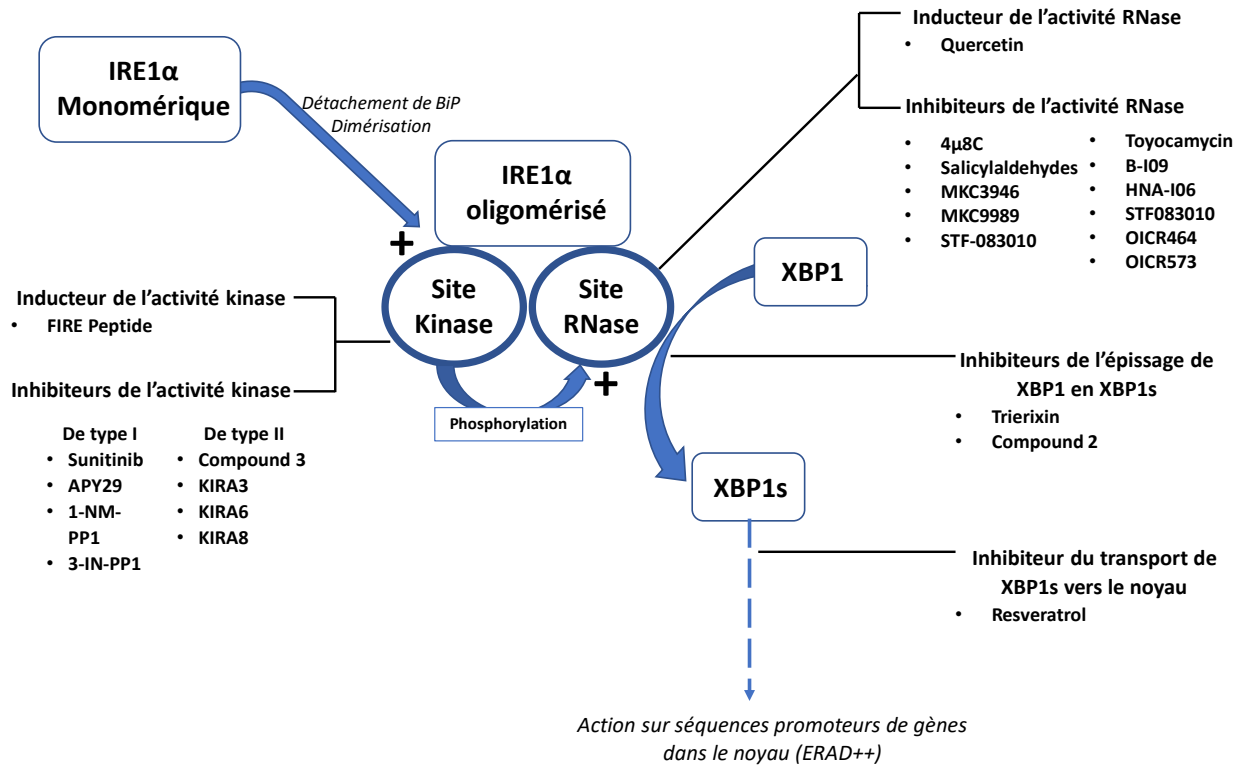 IRE1α
Monomérique
Détachement de BiP
Dimérisation
IRE1α
oligomérisé
+
Site
Kinase
Site
RNase
+
Phosphorylation
Inducteur de l'activité kinase
• FIRE Peptide
Inhibiteurs de l'activité kinase
De type I
• Sunitinib
• APY29
• 1-NM-
PP1
• 3-IN-PP1
De type II
• Compound 3
• KIRA3
• KIRA6
• KIRA8
Inducteur de l'activité RNase
• Quercetin
Inhibiteurs de l'activité RNase
• 4µ8C
• Salicylaldehydes
• MKC3946
• MKC9989
• STF-083010
• Toyocamycin
• B-I09
• HNA-I06
• STF083010
• OICR464
• OICR573
XBP1
Inhibiteurs de l'épissage de
XBP1 en XBP1s
• Trierixin
• Compound 2
XBP1s
Inhibiteur du transport de
XBP1s vers le noyau
• Resveratrol
Action sur séquences promoteurs de gènes
dans le noyau (ERAD++)